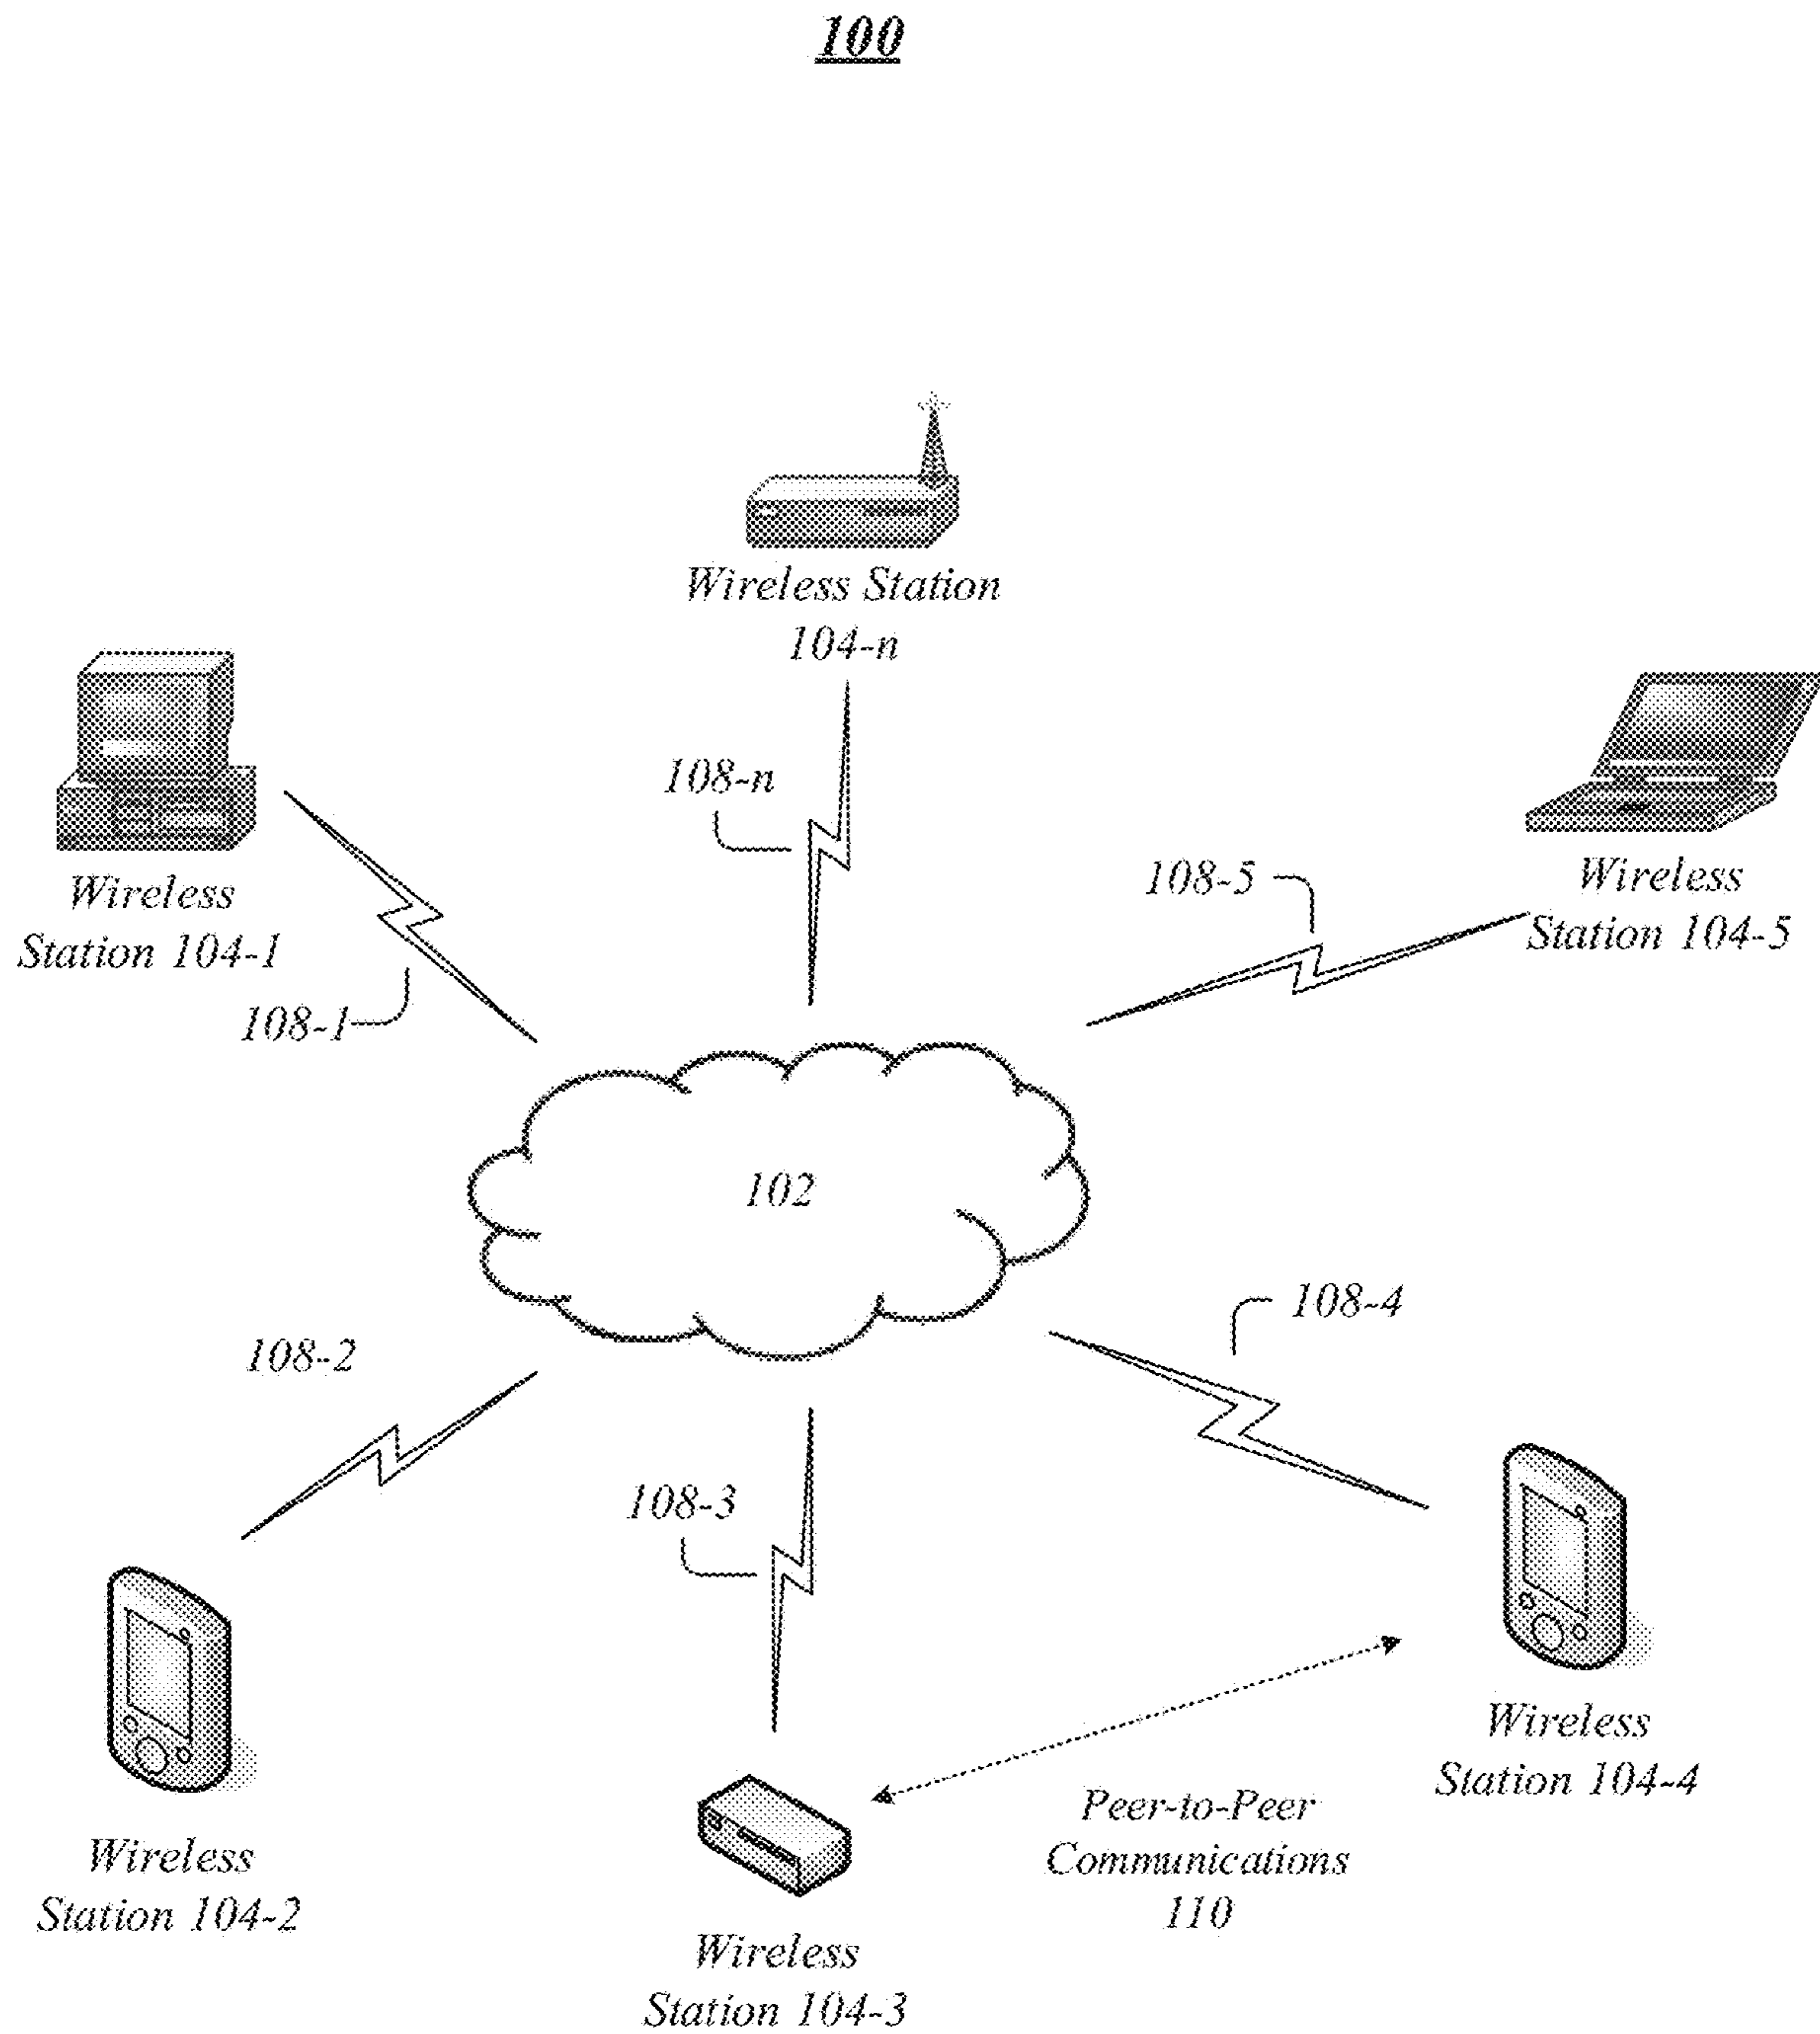 100
Wireless Station
104-n
108-n
Wireless
Station 104-1
108-1
108-5
Wireless
Station 104-5
102
108-4
108-2
108-3
Wireless
Station 104-4
Peer-to-Peer
Communications
110
Wireless
Station 104-2
Wireless
Station 104-3